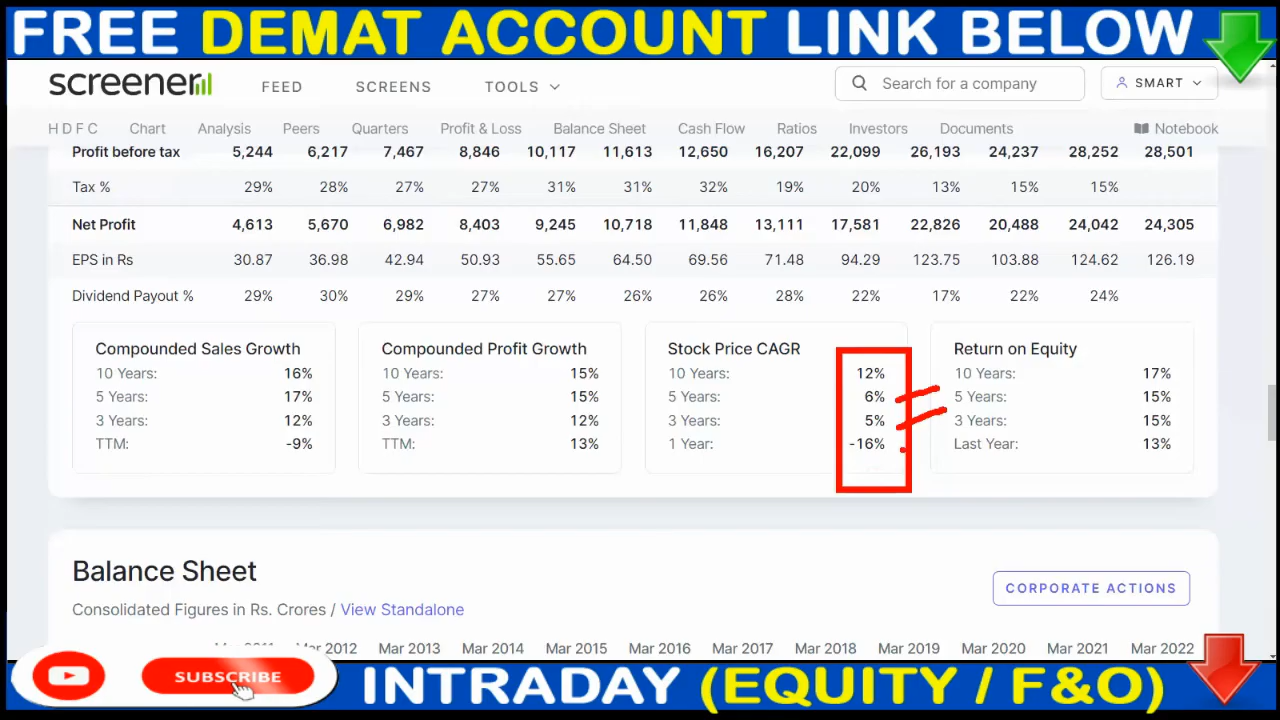 FREE DEMAT ACCOUNT LINK BELOW
screener FEED SCREENS TOOLS Search for a company SMART
H D F C Chart Analysis Peers Quarters Profit & Loss Balance Sheet Cash Flow Ratios Investors Documents Notebook
Profit before tax 5,244 6,217 7,467 8,846 10,117 11,613 12,650 16,207 22,099 26,193 24,237 28,252 28,501
Tax % 29% 28% 27% 27% 31% 31% 32% 19% 20% 13% 15% 15%
Net Profit 4,613 5,670 6,982 8,403 9,245 10,718 11,848 13,111 17,581 22,826 20,488 24,042 24,305
EPS in Rs 30.87 36.98 42.94 50.93 55.65 64.50 69.56 71.48 94.29 123.75 103.88 124.62 126.19
Dividend Payout % 29% 30% 29% 27% 27% 26% 26% 28% 22% 17% 22% 24%
Compounded Sales Growth
10 Years: 16%
5 Years: 17%
3 Years: 12%
TTM: -9%
Compounded Profit Growth
10 Years: 15%
5 Years: 15%
3 Years: 12%
TTM: 13%
Stock Price CAGR
10 Years: 12%
5 Years: 6%
3 Years: 5%
1 Year: -16%
Return on Equity
10 Years: 17%
5 Years: 15%
3 Years: 15%
Last Year: 13%
Balance Sheet
CORPORATE ACTIONS
Consolidated Figures in Rs. Crores / View Standalone
Mar 2011 Mar 2012 Mar 2013 Mar 2014 Mar 2015 Mar 2016 Mar 2017 Mar 2018 Mar 2019 Mar 2020 Mar 2021 Mar 2022
SUBSCRIBE
INTRADAY (EQUITY / F&O)